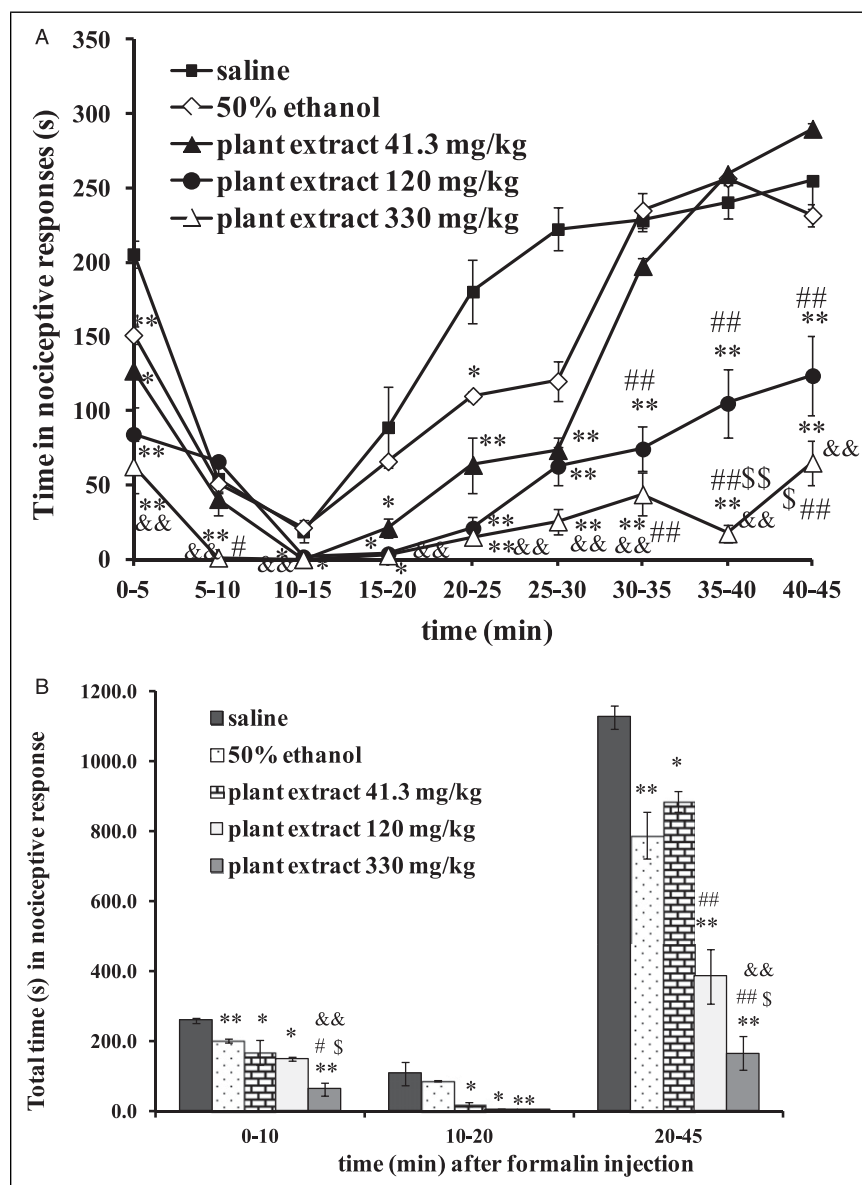 A
350
300
250
200
150
100
50
0
Time in nociceptive responses (s)
saline
50% ethanol
plant extract 41.3 mg/kg
plant extract 120 mg/kg
plant extract 330 mg/kg
**
*
**
**
&&
**
&& #
*
&& *
*
* &&
*
*
**
**
** &&
**
**
**
&&
##
**
**
&& ##
##
**
## $$
**
&&
##
**
**
&&
$ ##
0-5 5-10 10-15 15-20 20-25 25-30 30-35 35-40 40-45
time (min)
B
1200.0
1000.0
800.0
600.0
400.0
200.0
0.0
Total time (s) in nociceptive response
saline
50% ethanol
plant extract 41.3 mg/kg
plant extract 120 mg/kg
plant extract 330 mg/kg
** * *
&&
# $
**
* * **
**
*
##
**
&&
## $
**
0-10 10-20 20-45
time (min) after formalin injection